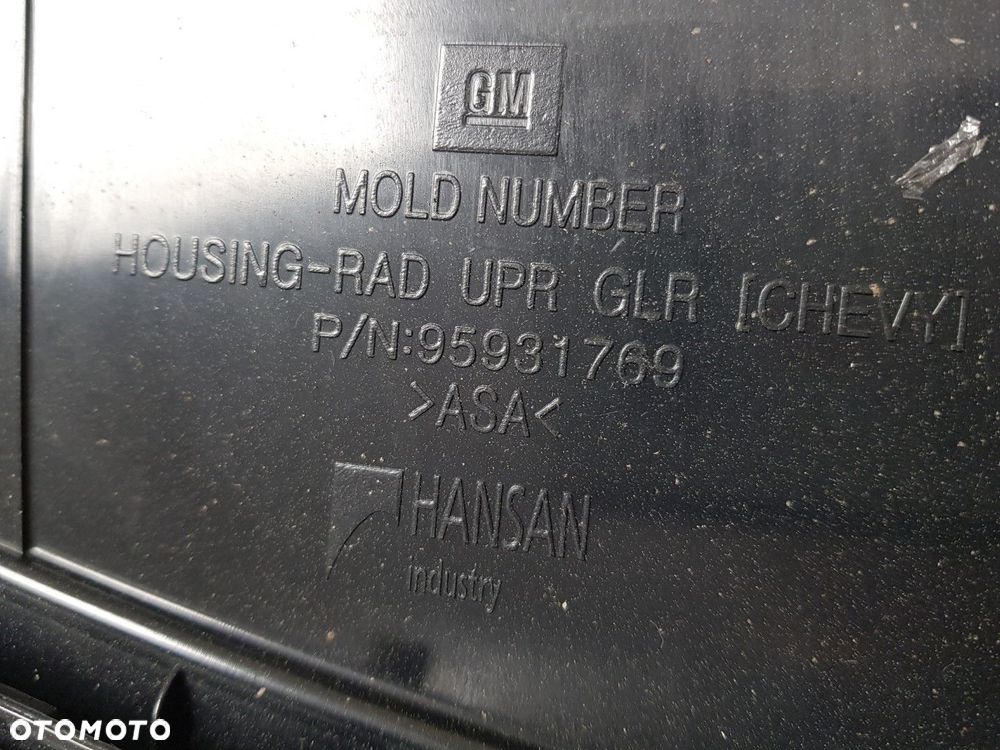 GM
MOLD NUMBER
HOUSING-RAD UPR GLR [CHEVY]
P/N:95931769
>ASA<
HANSAN
industry
OTOMOTO